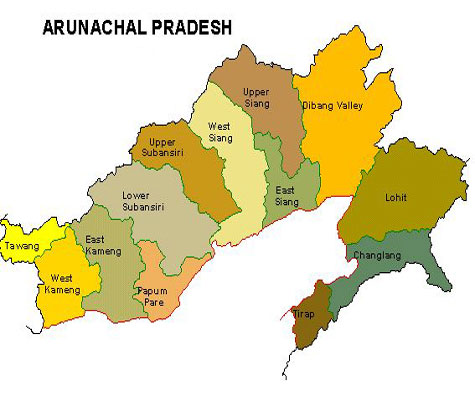 ARUNACHAL PRADESH
Upper
Siang
Dibang Valley
West
Siang
Upper
Subansiri
East
Siang
Lohit
Lower
Subansiri
Tawang
East
Kameng
Changlang
West
Kameng
Papum
Pare
Tirap